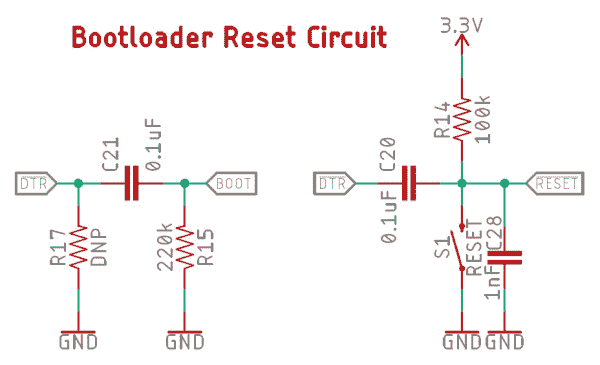 Bootloader Reset Circuit
3.3V
R14
100k
C21
0.1uF
C20
0.1uF
DTR
BOOT
DTR
RESET
R17
DNP
220k
R15
S1
RESET
C28
1nF
GND
GND
GND
GND